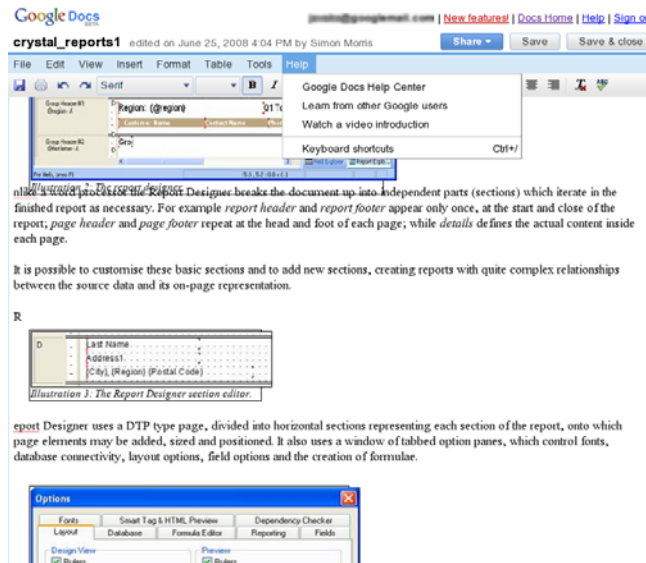 Google Docs
BETA
@googlemail.com | New features! | Docs Home | Help | Sign o
crystal_reports1 edited on June 25, 2008 4:04 PM by Simon Morris
Share Save Save & close
File Edit View Insert Format Table Tools Help
Serif B I
Google Docs Help Center
Learn from other Google users
Watch a video introduction
Keyboard shortcuts Ctrl+/
Region: {@region}
Customer Name Contact Name
Illustration 2: The report designer
nlike a word processor the Report Designer breaks the document up into independent parts (sections) which iterate in the
finished report as necessary. For example report header and report footer appear only once, at the start and close of the
report; page header and page footer repeat at the head and foot of each page; while details defines the actual content inside
each page.
It is possible to customise these basic sections and to add new sections, creating reports with quite complex relationships
between the source data and its on-page representation.
R
D
Last Name
Address1
{City}, {Region} {Postal Code}
Illustration 3: The Report Designer section editor.
eport Designer uses a DTP type page, divided into horizontal sections representing each section of the report, onto which
page elements may be added, sized and positioned. It also uses a window of tabbed option panes, which control fonts,
database connectivity, layout options, field options and the creation of formulae.
Options
Fonts Smart Tag & HTML Preview Dependency Checker
Layout Database Formula Editor Reporting Fields
Design View Preview
Rulers Rulers